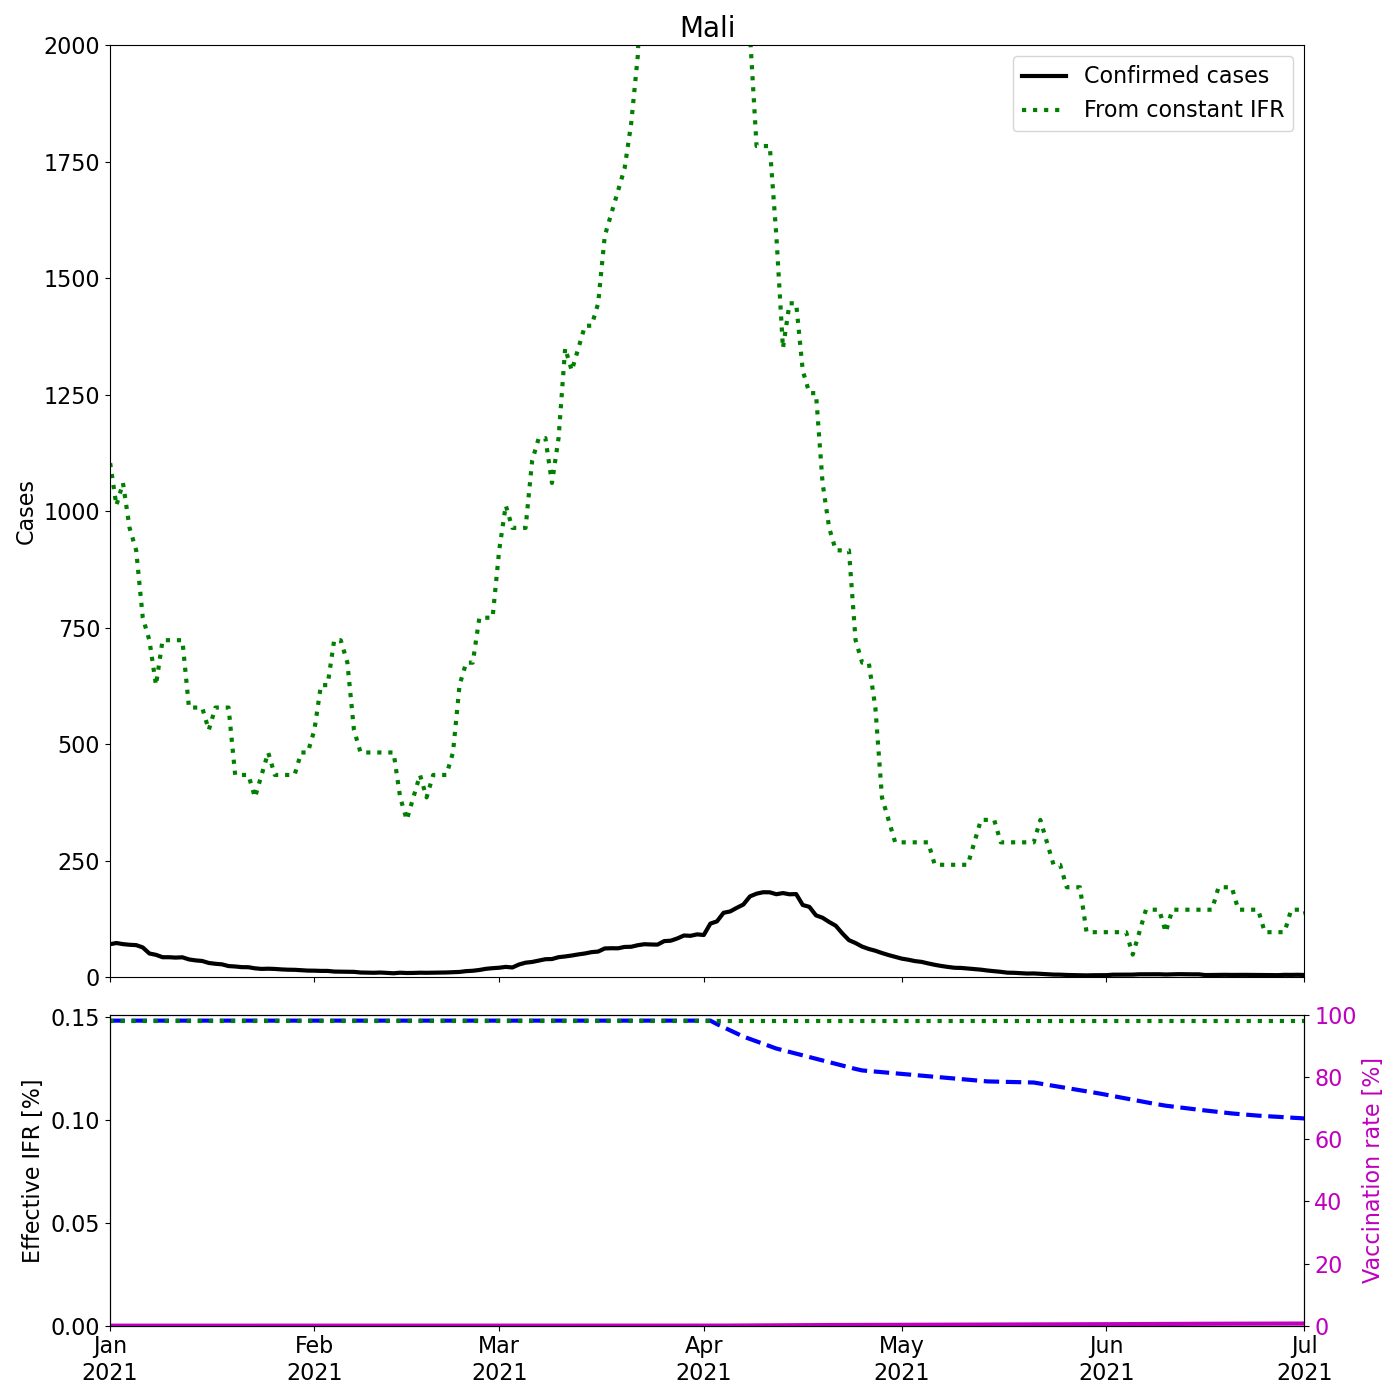 Mali
2000
1750
1500
1250
1000
750
500
250
0
Cases
Confirmed cases
From constant IFR
0.15
0.10
0.05
0.00
Effective IFR [%]
100
80
60
40
20
0
Vaccination rate [%]
Jan Feb Mar Apr May Jun Jul
2021 2021 2021 2021 2021 2021 2021